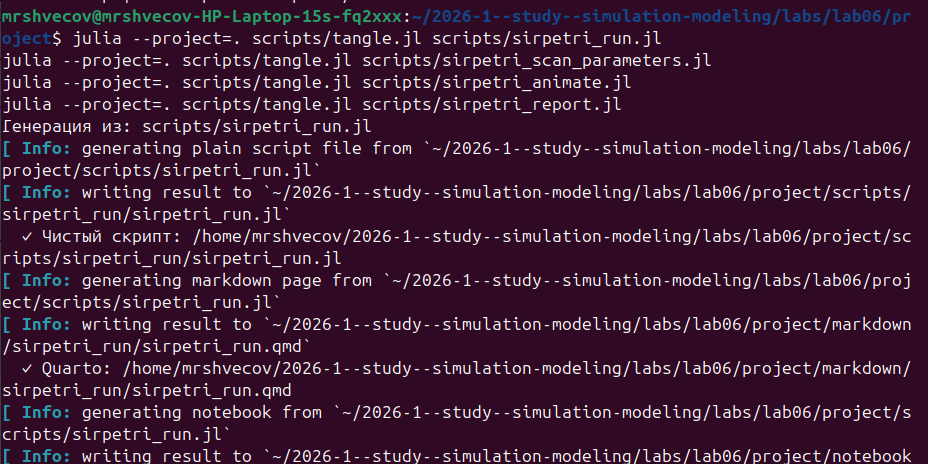 mrshvecov@mrshvecov-HP-Laptop-15s-fq2xxx:~/2026-1--study--simulation-modeling/labs/lab06/pr
oject$ julia --project=. scripts/tangle.jl scripts/sirpetri_run.jl
julia --project=. scripts/tangle.jl scripts/sirpetri_scan_parameters.jl
julia --project=. scripts/tangle.jl scripts/sirpetri_animate.jl
julia --project=. scripts/tangle.jl scripts/sirpetri_report.jl
Генерация из: scripts/sirpetri_run.jl
[ Info: generating plain script file from `~/2026-1--study--simulation-modeling/labs/lab06/
project/scripts/sirpetri_run.jl`
[ Info: writing result to `~/2026-1--study--simulation-modeling/labs/lab06/project/scripts/
sirpetri_run/sirpetri_run.jl`
✓ Чистый скрипт: /home/mrshvecov/2026-1--study--simulation-modeling/labs/lab06/project/sc
ripts/sirpetri_run/sirpetri_run.jl
[ Info: generating markdown page from `~/2026-1--study--simulation-modeling/labs/lab06/proj
ect/scripts/sirpetri_run.jl`
[ Info: writing result to `~/2026-1--study--simulation-modeling/labs/lab06/project/markdown
/sirpetri_run/sirpetri_run.qmd`
✓ Quarto: /home/mrshvecov/2026-1--study--simulation-modeling/labs/lab06/project/markdown/
sirpetri_run/sirpetri_run.qmd
[ Info: generating notebook from `~/2026-1--study--simulation-modeling/labs/lab06/project/s
cripts/sirpetri_run.jl`
[ Info: writing result to `~/2026-1--study--simulation-modeling/labs/lab06/project/notebook